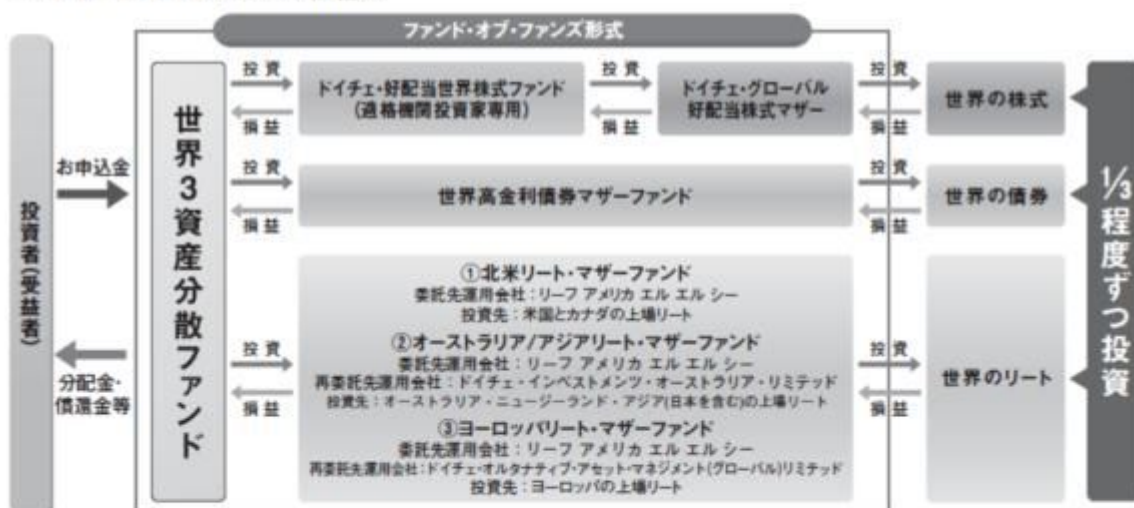 ファンド・オブ・ファンズ形式
投資者(受益者)
お申込金
分配金・
償還金等
世界3資産分散ファンド
投資
損益
ドイチェ・好配当世界株式ファンド
(適格機関投資家専用)
投資
損益
ドイチェ・グローバル
好配当株式マザー
投資
損益
世界の株式
投資
損益
世界高金利債券マザーファンド
投資
損益
世界の債券
投資
損益
①北米リート・マザーファンド
委託先運用会社:リーフ アメリカ エル エル シー
投資先:米国とカナダの上場リート
②オーストラリア/アジアリート・マザーファンド
委託先運用会社:リーフ アメリカ エル エル シー
再委託先運用会社:ドイチェ・インベストメンツ・オーストラリア・リミテッド
投資先:オーストラリア・ニュージーランド・アジア(日本を含む)の上場リート
③ヨーロッパリート・マザーファンド
委託先運用会社:リーフ アメリカ エル エル シー
再委託先運用会社:ドイチェ・オルタナティブ・アセット・マネジメント(グローバル)リミテッド
投資先:ヨーロッパの上場リート
投資
損益
世界のリート
1/3程度ずつ投資